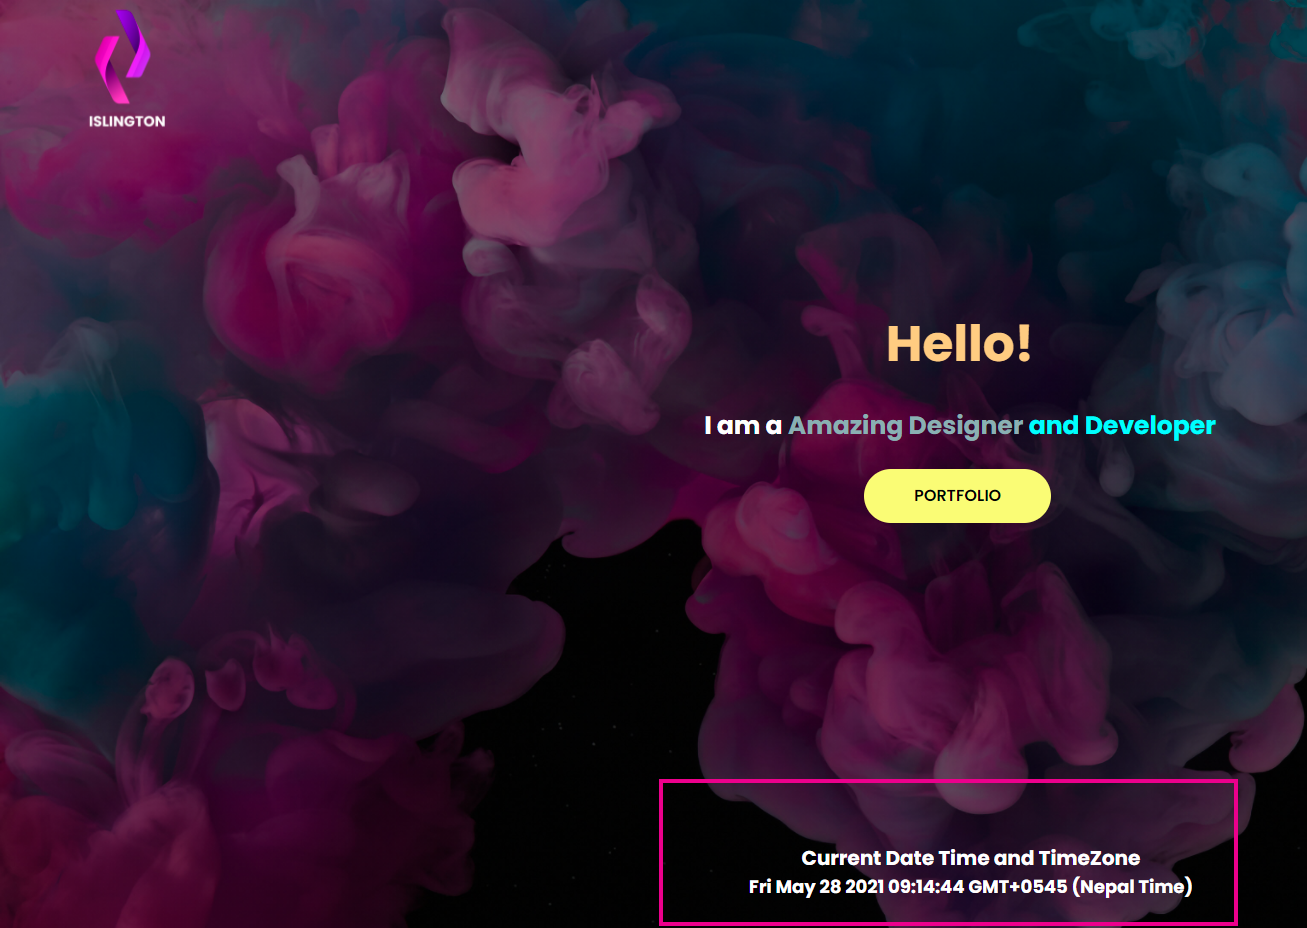 ISLINGTON
Hello!
I am a Amazing Designer and Developer
PORTFOLIO
Current Date Time and TimeZone
Fri May 28 2021 09:14:44 GMT+0545 (Nepal Time)